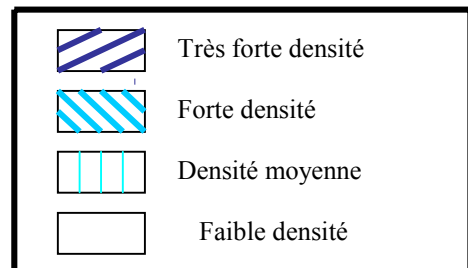 Très forte densité
Forte densité
Densité moyenne
Faible densité